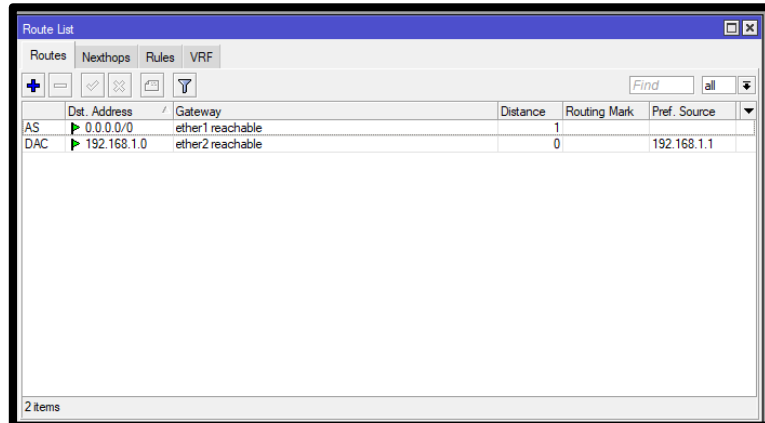 Route List
Routes Nexthops Rules VRF
Find all
Dst. Address / Gateway Distance Routing Mark Pref. Source
AS 0.0.0.0/0 ether1 reachable 1
DAC 192.168.1.0 ether2 reachable 0 192.168.1.1
2 items